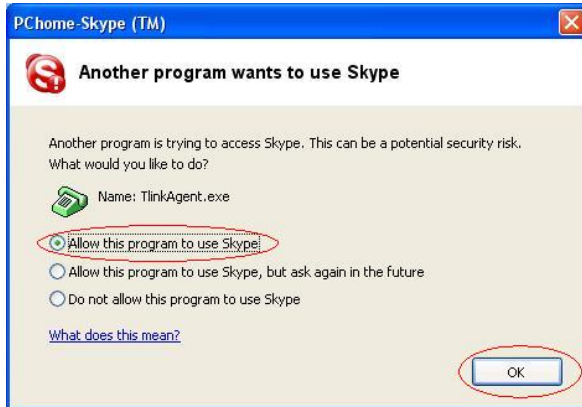 PChome-Skype (TM)
Another program wants to use Skype
Another program is trying to access Skype. This can be a potential security risk.
What would you like to do?
Name: TlinkAgent.exe
Allow this program to use Skype
Allow this program to use Skype, but ask again in the future
Do not allow this program to use Skype
What does this mean?
OK